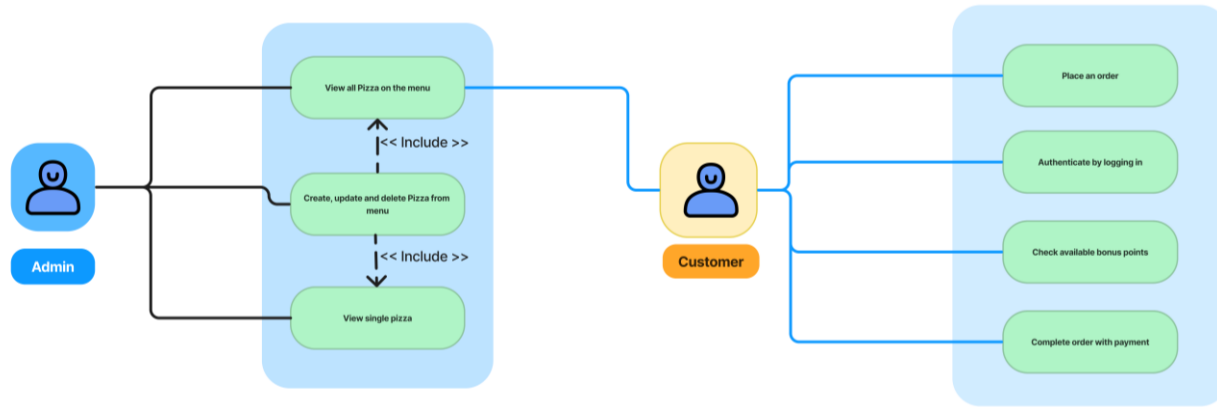 View all Pizza on the menu
<< Include >>
Create, update and delete Pizza from
menu
<< Include >>
View single pizza
Admin
Customer
Place an order
Authenticate by logging in
Check available bonus points
Complete order with payment